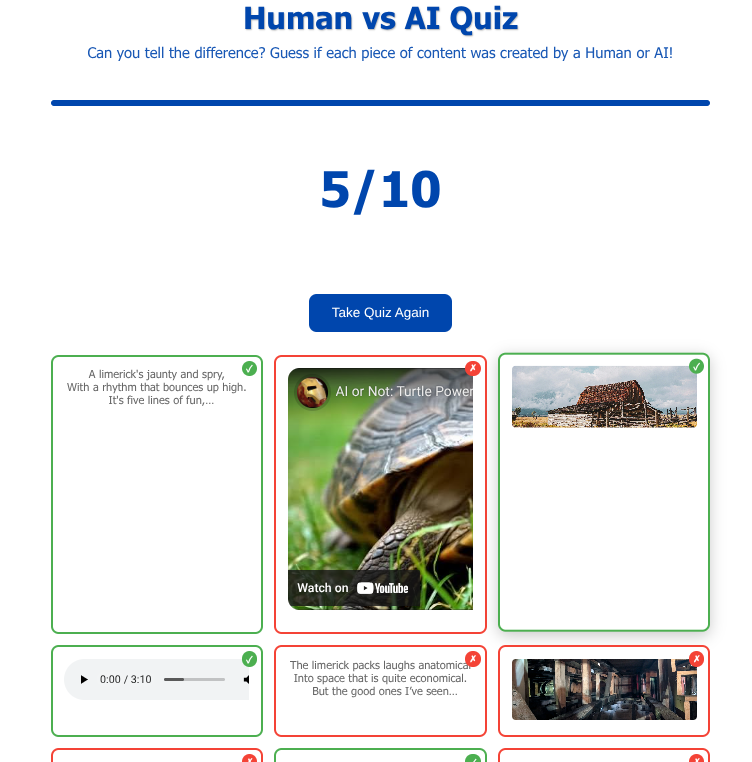 Human vs AI Quiz
Can you tell the difference? Guess if each piece of content was created by a Human or AI!
5/10
Take Quiz Again
A limerick's jaunty and spry,
With a rhythm that bounces up high.
It's five lines of fun,...
AI or Not: Turtle Power
Watch on YouTube
0:00 / 3:10
The limerick packs laughs anatomical
Into space that is quite economical.
But the good ones I've seen...